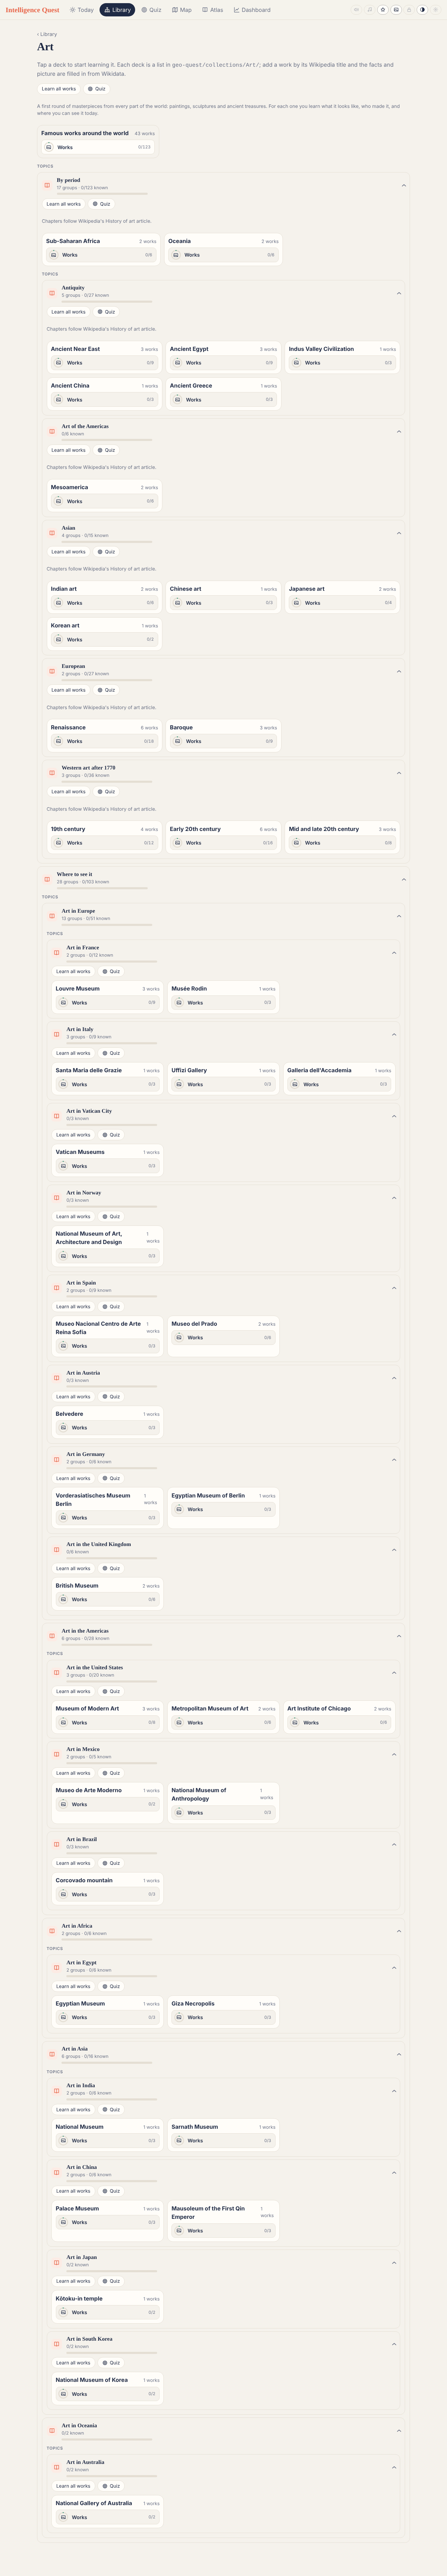 Intelligence Quest
Today
Library
Quiz
Map
Atlas
Dashboard
‹ Library
Art
Tap a deck to start learning it. Each deck is a list in geo-quest/collections/Art/; add a work by its Wikipedia title and the facts and
picture are filled in from Wikidata.
Learn all works
Quiz
A first round of masterpieces from every part of the world: paintings, sculptures and ancient treasures. For each one you learn what it looks like, who made it, and
where you can see it today.
Famous works around the world 43 works
Works 0/123
TOPICS
By period
17 groups · 0/123 known
Learn all works
Quiz
Chapters follow Wikipedia's History of art article.
Sub-Saharan Africa 2 works
Works 0/6
Oceania 2 works
Works 0/6
TOPICS
Antiquity
5 groups · 0/27 known
Learn all works
Quiz
Chapters follow Wikipedia's History of art article.
Ancient Near East 3 works
Works 0/9
Ancient Egypt 3 works
Works 0/9
Indus Valley Civilization 1 works
Works 0/3
Ancient China 1 works
Works 0/3
Ancient Greece 1 works
Works 0/3
Art of the Americas
0/6 known
Learn all works
Quiz
Chapters follow Wikipedia's History of art article.
Mesoamerica 2 works
Works 0/6
Asian
4 groups · 0/15 known
Learn all works
Quiz
Chapters follow Wikipedia's History of art article.
Indian art 2 works
Works 0/6
Chinese art 1 works
Works 0/3
Japanese art 2 works
Works 0/4
Korean art 1 works
Works 0/2
European
2 groups · 0/27 known
Learn all works
Quiz
Chapters follow Wikipedia's History of art article.
Renaissance 6 works
Works
Baroque 3 works
Works 0/9
Western art after 1770
3 groups · 0/36 known
Learn all works
Quiz
Chapters follow Wikipedia's History of art article.
19th century 4 works
Works
Early 20th century 6 works
Works 0/16
Mid and late 20th century 3 works
Works
Where to see it
28 groups · 0/103 known
TOPICS
Art in Europe
12 groups · 0/51 known
TOPICS
Art in France
2 groups · 0/12 known
Learn all works
Quiz
Louvre Museum 3 works
Works 0/9
Musée Rodin 1 works
Works 0/3
Art in Italy
3 groups · 0/9 known
Learn all works
Quiz
Santa Maria delle Grazie 1 works
Works 0/3
Uffizi Gallery 1 works
Works 0/3
Galleria dell'Accademia 1 works
Works 0/3
Art in Vatican City
0/3 known
Learn all works
Quiz
Vatican Museums 1 works
Works 0/3
Art in Norway
0/3 known
Learn all works
Quiz
National Museum of Art, 1
Architecture and Design works
Works 0/3
Art in Spain
2 groups · 0/9 known
Learn all works
Quiz
Museo Nacional Centro de Arte 1
Reina Sofía works
Works 0/3
Museo del Prado 2 works
Works 0/6
Art in Austria
0/3 known
Learn all works
Quiz
Belvedere 1 works
Works 0/3
Art in Germany
2 groups · 0/6 known
Learn all works
Quiz
Vorderasiatisches Museum 1
Berlin works
Works 0/3
Egyptian Museum of Berlin 1 works
Works 0/3
Art in the United Kingdom
0/6 known
Learn all works
Quiz
British Museum 2 works
Works 0/6
Art in the Americas
6 groups · 0/28 known
TOPICS
Art in the United States
3 groups · 0/20 known
Learn all works
Quiz
Museum of Modern Art 3 works
Works
Metropolitan Museum of Art 2 works
Works 0/6
Art Institute of Chicago 2 works
Works
Art in Mexico
2 groups · 0/5 known
Learn all works
Quiz
Museo de Arte Moderno 1 works
Works 0/2
National Museum of 1
Anthropology works
Works 0/3
Art in Brazil
0/3 known
Learn all works
Quiz
Corcovado mountain 1 works
Works 0/3
Art in Africa
2 groups · 0/6 known
TOPICS
Art in Egypt
2 groups · 0/6 known
Learn all works
Quiz
Egyptian Museum 1 works
Works 0/3
Giza Necropolis 1 works
Works 0/3
Art in Asia
6 groups · 0/16 known
TOPICS
Art in India
2 groups · 0/6 known
Learn all works
Quiz
National Museum 1 works
Works 0/3
Sarnath Museum 1 works
Works 0/3
Art in China
2 groups · 0/6 known
Learn all works
Quiz
Palace Museum 1 works
Works 0/3
Mausoleum of the First Qin 1
Emperor works
Works 0/3
Art in Japan
0/2 known
Learn all works
Quiz
Kōtoku-in temple 1 works
Works 0/2
Art in South Korea
0/2 known
Learn all works
Quiz
National Museum of Korea 1 works
Works 0/2
Art in Oceania
0/2 known
TOPICS
Art in Australia
0/2 known
Learn all works
Quiz
National Gallery of Australia 1 works
Works 0/2